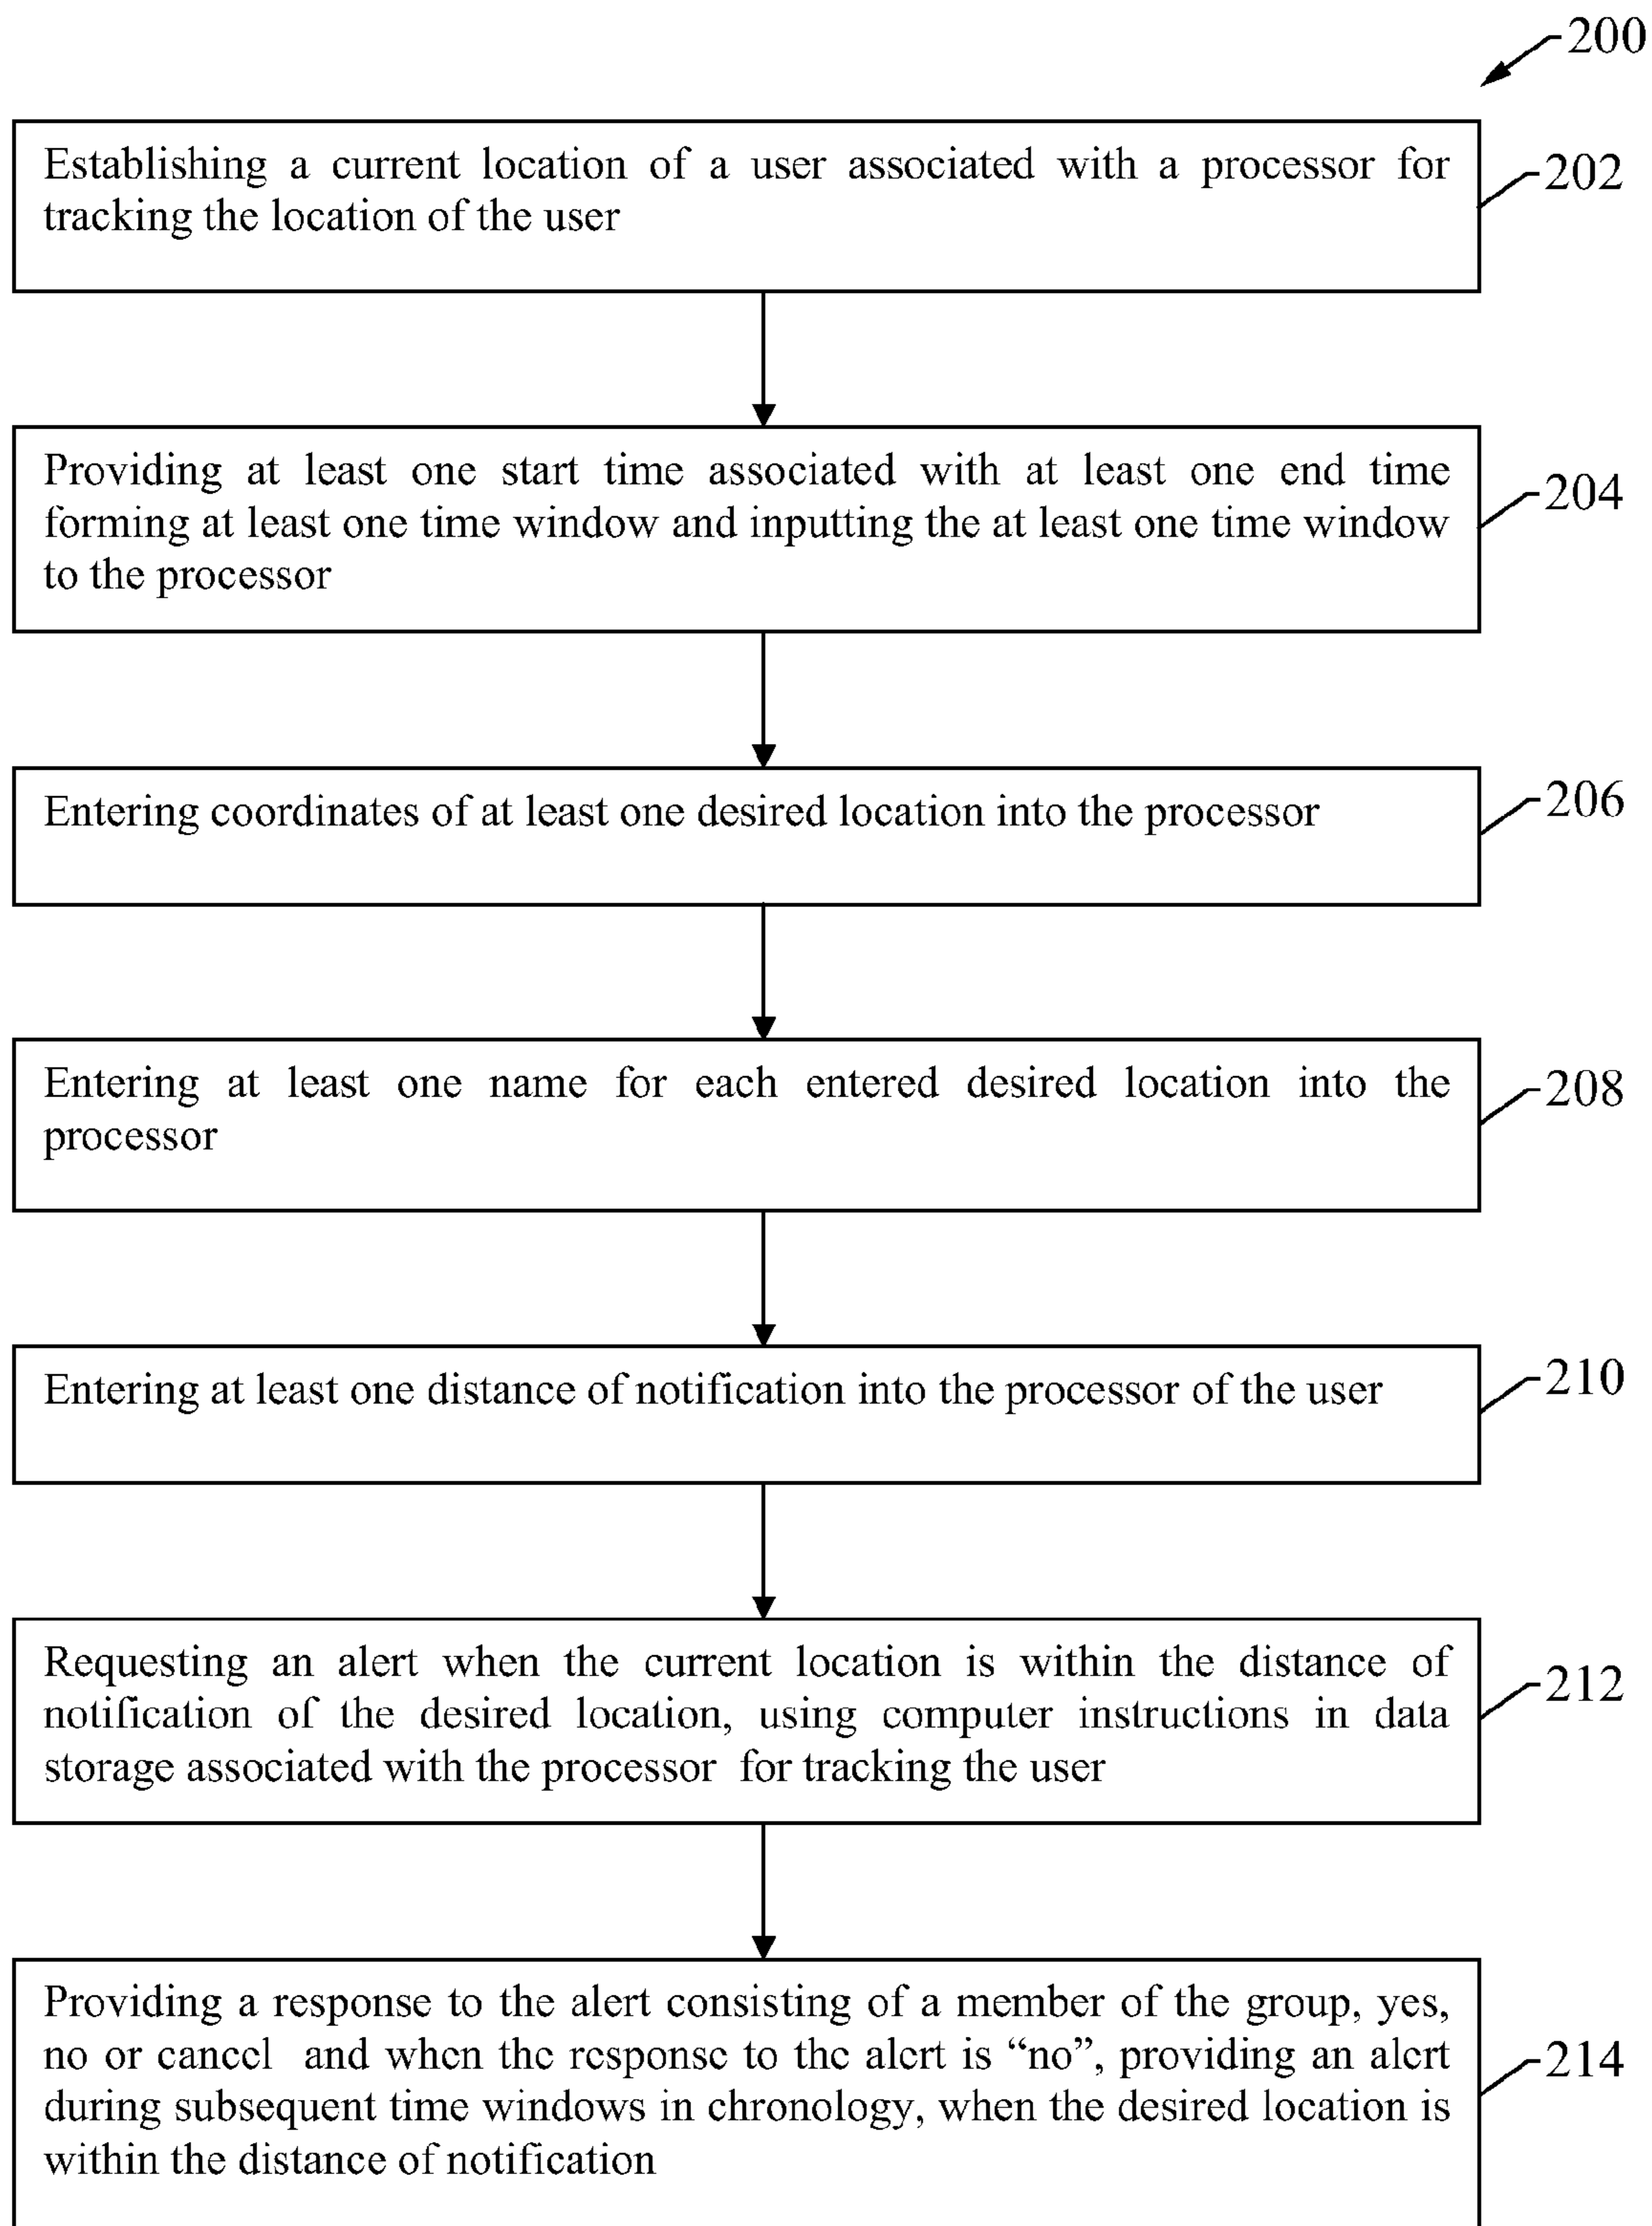 200
Establishing a current location of a user associated with a processor for
tracking the location of the user
202
Providing at least one start time associated with at least one end time
forming at least one time window and inputting the at least one time window
to the processor
204
Entering coordinates of at least one desired location into the processor
206
Entering at least one name for each entered desired location into the
processor
208
Entering at least one distance of notification into the processor of the user
210
Requesting an alert when the current location is within the distance of
notification of the desired location, using computer instructions in data
storage associated with the processor for tracking the user
212
Providing a response to the alert consisting of a member of the group, yes,
no or cancel and when the response to the alert is “no”, providing an alert
during subsequent time windows in chronology, when the desired location is
within the distance of notification
214